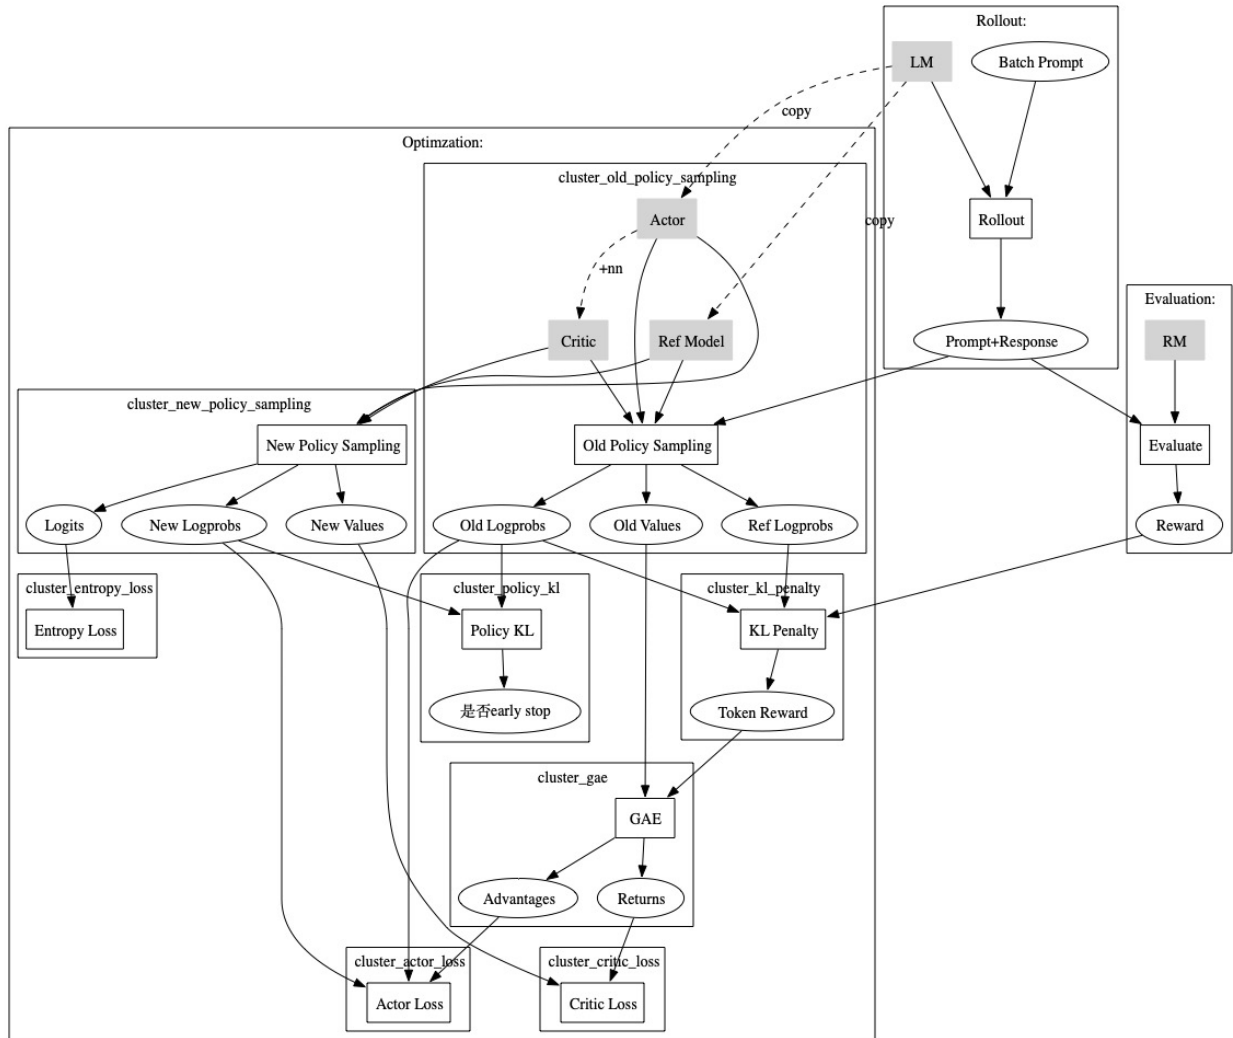 Rollout:
LM
Batch Prompt
copy
Optimzation:
cluster_old_policy_sampling
Actor
copy
Rollout
+nn
Evaluation:
Critic
Ref Model
Prompt+Response
RM
cluster_new_policy_sampling
New Policy Sampling
Old Policy Sampling
Evaluate
Logits
New Logprobs
New Values
Old Logprobs
Old Values
Ref Logprobs
Reward
cluster_entropy_loss
cluster_policy_kl
cluster_kl_penalty
Entropy Loss
Policy KL
KL Penalty
是否early stop
Token Reward
cluster_gae
GAE
Advantages
Returns
cluster_actor_loss
cluster_critic_loss
Actor Loss
Critic Loss